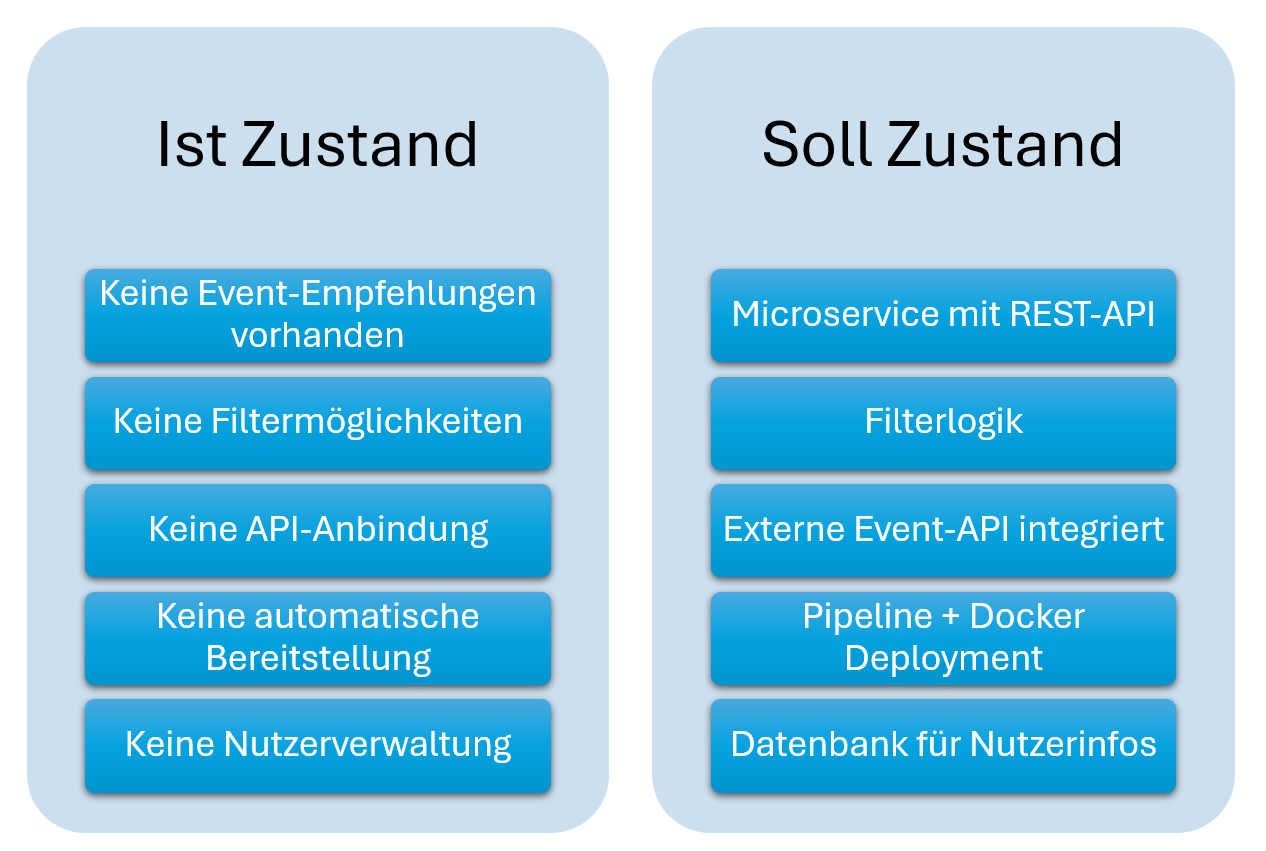 Ist Zustand
Keine Event-Empfehlungen
vorhanden
Keine Filtermöglichkeiten
Keine API-Anbindung
Keine automatische
Bereitstellung
Keine Nutzerverwaltung
Soll Zustand
Microservice mit REST-API
Filterlogik
Externe Event-API integriert
Pipeline + Docker
Deployment
Datenbank für Nutzerinfos